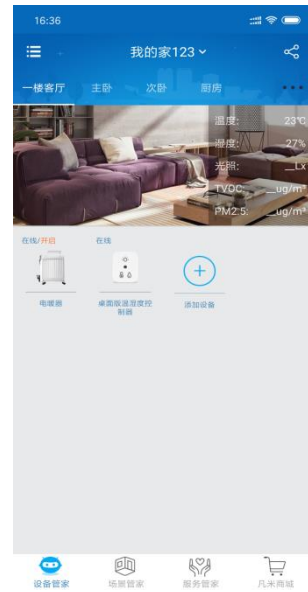 16:36
我的家123
一楼客厅 主卧 次卧 厨房
温度: 23℃
湿度: 27%
光照: __Lx
TVOC: __ug/m³
PM2.5: __ug/m³
在线/开启 在线
电暖器 桌面版温湿度控制器 添加设备
设备管家 场景管家 服务管家 凡米商城